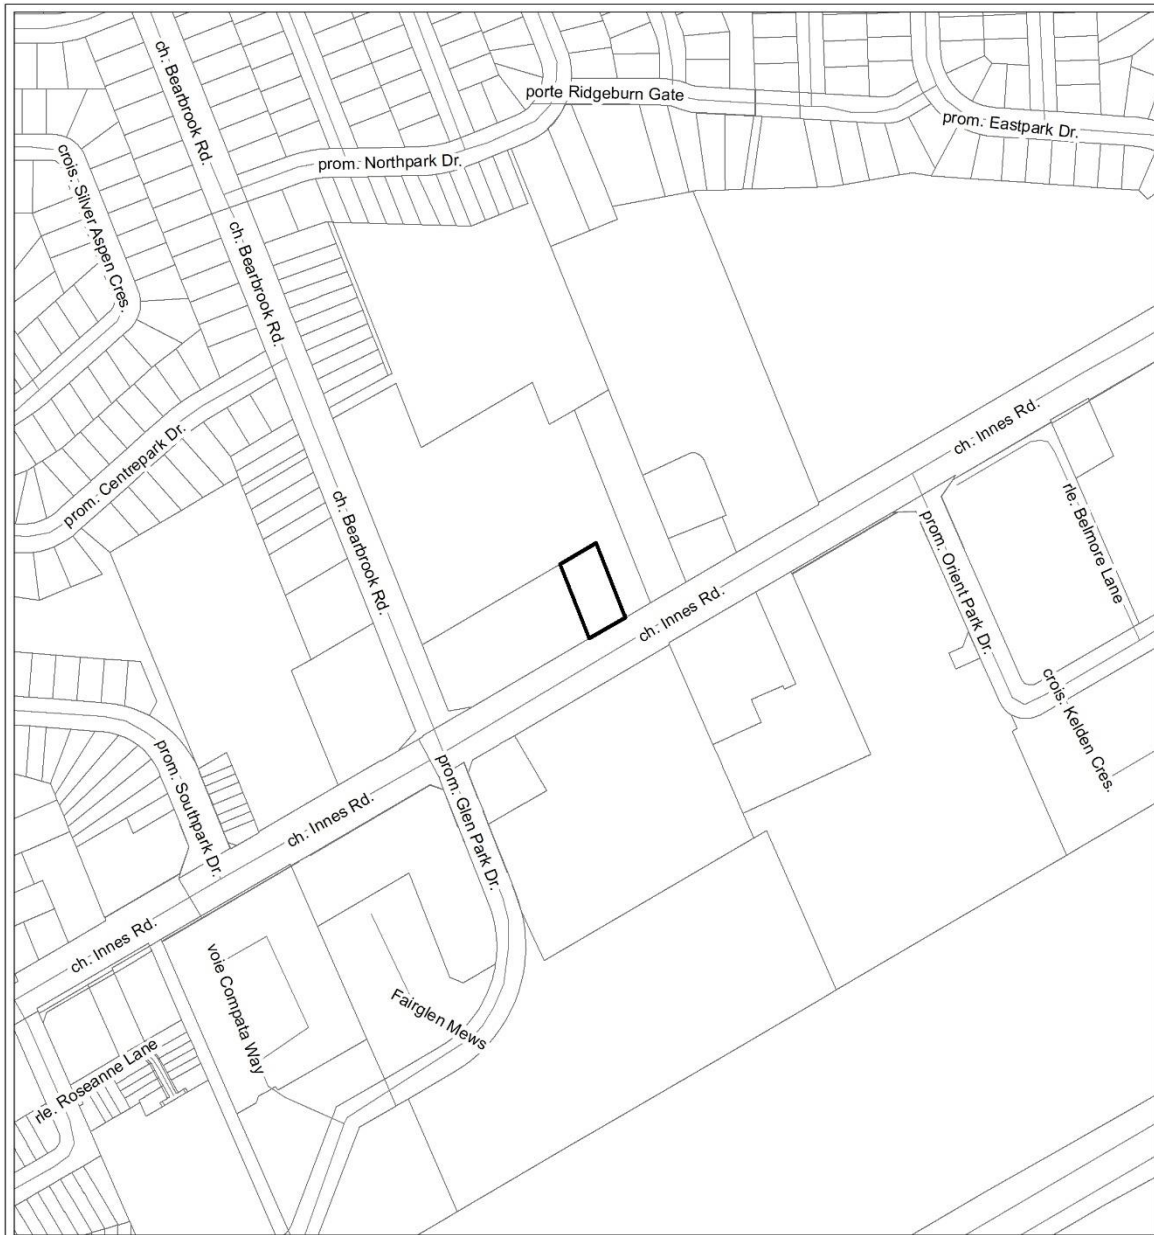 porte Ridgeburn Gate
prom. Eastpark Dr.
ch. Bearbrook Rd.
prom. Northpark Dr.
crois. Silver Aspen Cres.
ch. Bearbrook Rd.
prom. Centrepark Dr.
ch. Innes Rd.
ch. Bearbrook Rd.
rle. Belmore Lane
prom. Orient Park Dr.
ch. Innes Rd.
crois. Kelden Cres.
prom. Southpark Dr.
prom. Glen Park Dr.
ch. Innes Rd.
ch. Innes Rd.
voie Compata Way
Fairglen Mews
rle. Roseanne Lane